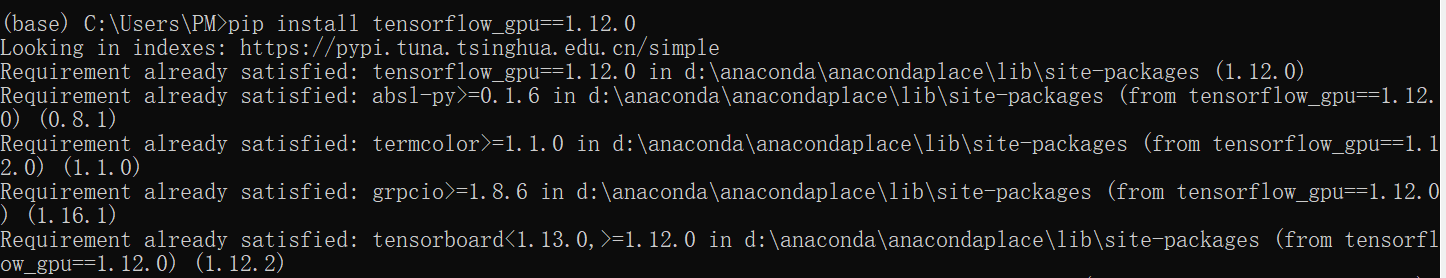 (base) C:\Users\PM>pip install tensorflow_gpu==1.12.0
Looking in indexes: https://pypi.tuna.tsinghua.edu.cn/simple
Requirement already satisfied: tensorflow_gpu==1.12.0 in d:\anaconda\anacondaplace\lib\site-packages (1.12.0)
Requirement already satisfied: absl-py>=0.1.6 in d:\anaconda\anacondaplace\lib\site-packages (from tensorflow_gpu==1.12.
0) (0.8.1)
Requirement already satisfied: termcolor>=1.1.0 in d:\anaconda\anacondaplace\lib\site-packages (from tensorflow_gpu==1.1
2.0) (1.1.0)
Requirement already satisfied: grpcio>=1.8.6 in d:\anaconda\anacondaplace\lib\site-packages (from tensorflow_gpu==1.12.0
) (1.16.1)
Requirement already satisfied: tensorboard<1.13.0,>=1.12.0 in d:\anaconda\anacondaplace\lib\site-packages (from tensorfl
ow_gpu==1.12.0) (1.12.2)